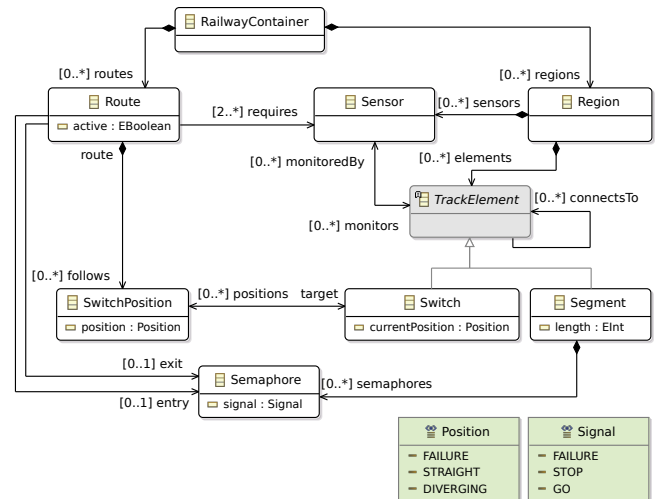 RailwayContainer
[0..*] routes
[0..*] regions
Route
active : EBoolean
[2..*] requires
Sensor
[0..*] sensors
Region
route
[0..*] monitoredBy
[0..*] elements
TrackElement
[0..*] connectsTo
[0..*] monitors
[0..*] follows
SwitchPosition
position : Position
[0..*] positions
target
Switch
currentPosition : Position
Segment
length : EInt
[0..1] exit
Semaphore
signal : Signal
[0..*] semaphores
[0..1] entry
Position
FAILURE
STRAIGHT
DIVERGING
Signal
FAILURE
STOP
GO